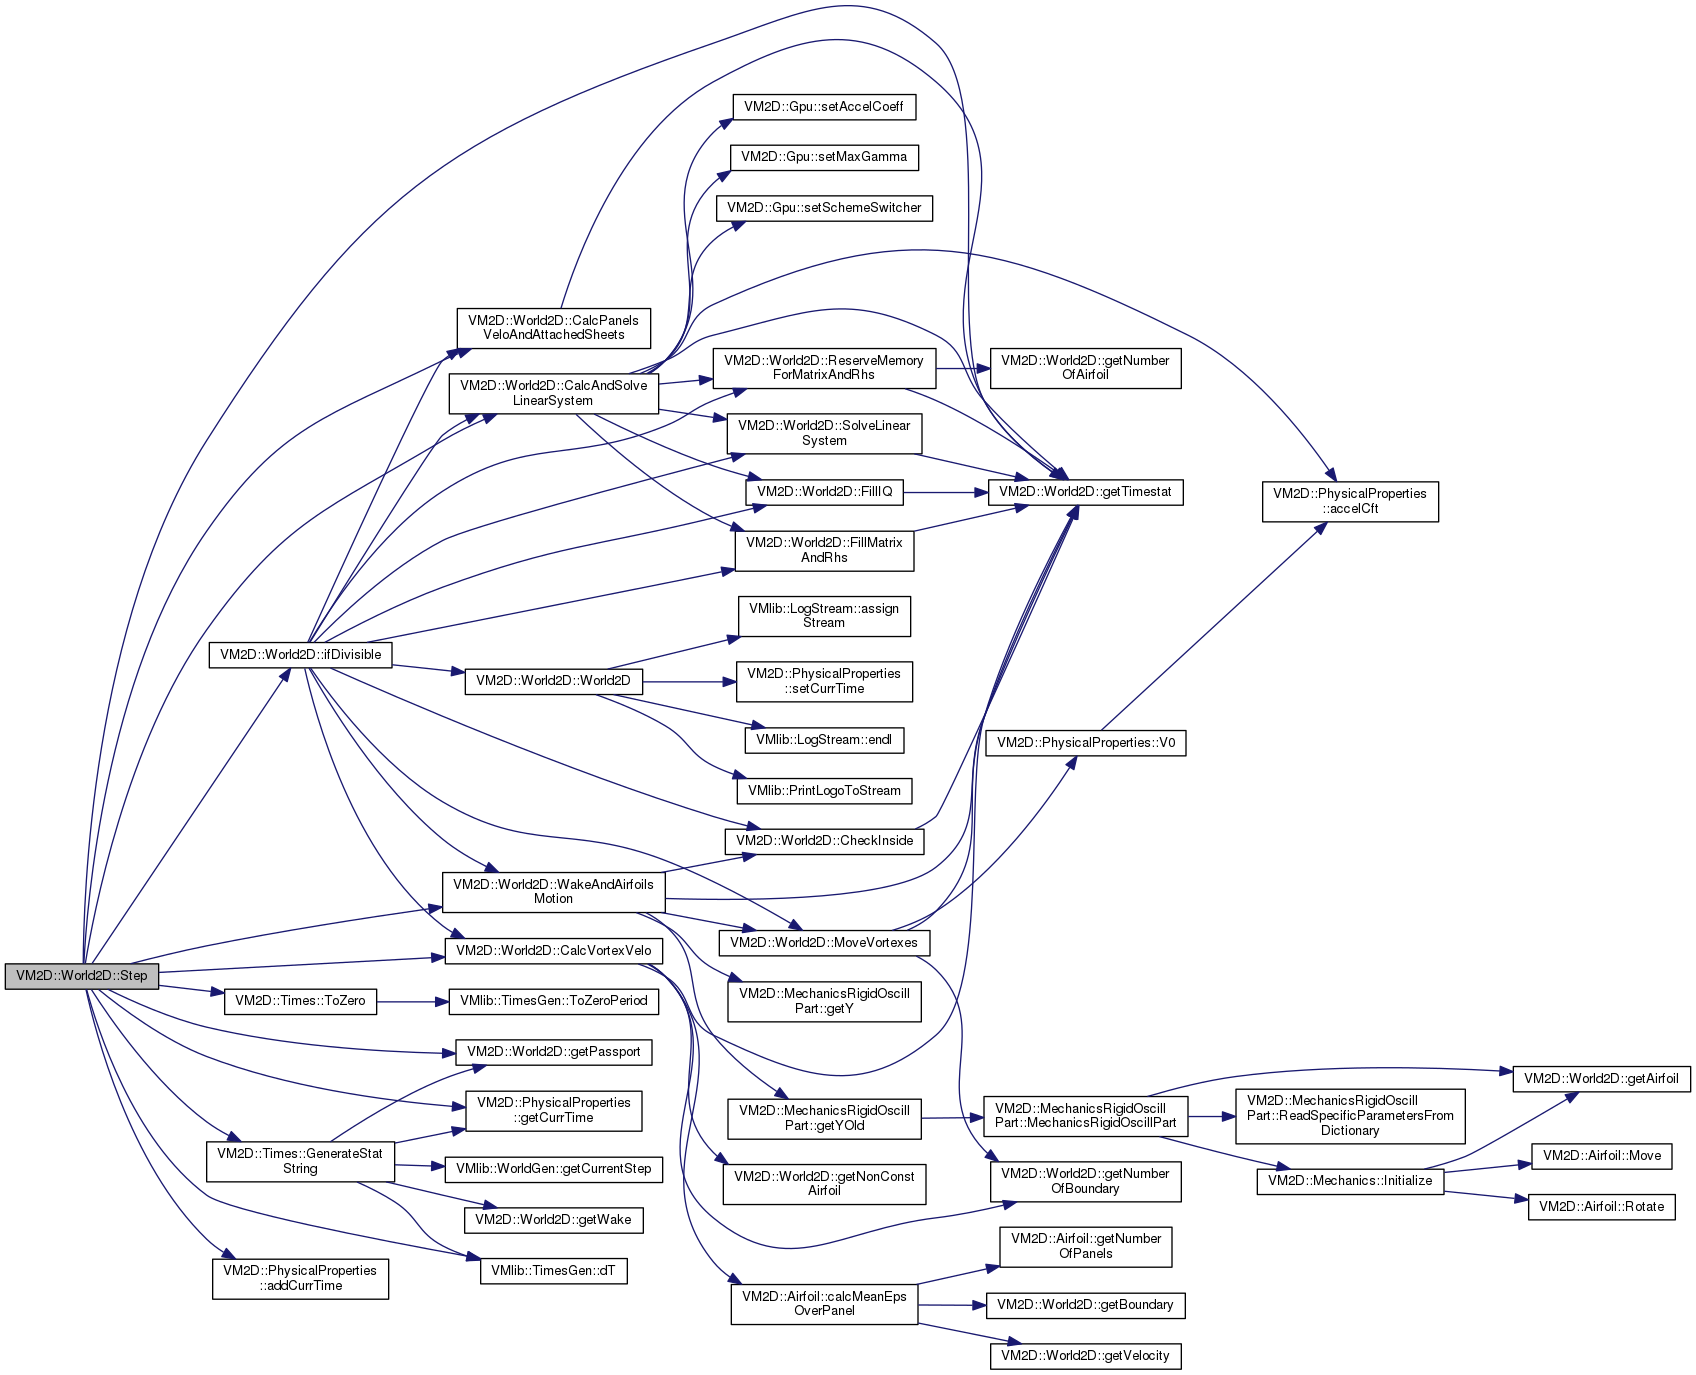 VM2D::Gpu::setAccelCoeff
VM2D::Gpu::setMaxGamma
VM2D::Gpu::setSchemeSwitcher
VM2D::World2D::CalcPanels
VeloAndAttachedSheets
VM2D::World2D::CalcAndSolve
LinearSystem
VM2D::World2D::ReserveMemory
ForMatrixAndRhs
VM2D::World2D::getNumber
OfAirfoil
VM2D::World2D::SolveLinear
System
VM2D::World2D::FillIQ
VM2D::World2D::getTimestat
VM2D::PhysicalProperties
::accelCft
VM2D::World2D::FillMatrix
AndRhs
VMlib::LogStream::assign
Stream
VM2D::World2D::ifDivisible
VM2D::World2D::World2D
VM2D::PhysicalProperties
::setCurrTime
VMlib::LogStream::endl
VM2D::PhysicalProperties::V0
VMlib::PrintLogoToStream
VM2D::World2D::CheckInside
VM2D::World2D::WakeAndAirfoils
Motion
VM2D::World2D::MoveVortexes
VM2D::World2D::CalcVortexVelo
VM2D::World2D::Step
VM2D::Times::ToZero
VMlib::TimesGen::ToZeroPeriod
VM2D::MechanicsRigidOscill
Part::getY
VM2D::World2D::getPassport
VM2D::PhysicalProperties
::getCurrTime
VM2D::MechanicsRigidOscill
Part::getYOld
VM2D::MechanicsRigidOscill
Part::MechanicsRigidOscillPart
VM2D::World2D::getAirfoil
VM2D::MechanicsRigidOscill
Part::ReadSpecificParametersFrom
Dictionary
VM2D::Times::GenerateStat
String
VMlib::WorldGen::getCurrentStep
VM2D::World2D::getNonConst
Airfoil
VM2D::World2D::getNumber
OfBoundary
VM2D::Mechanics::Initialize
VM2D::Airfoil::Move
VM2D::Airfoil::Rotate
VM2D::World2D::getWake
VM2D::PhysicalProperties
::addCurrTime
VMlib::TimesGen::dT
VM2D::Airfoil::getNumber
OfPanels
VM2D::Airfoil::calcMeanEps
OverPanel
VM2D::World2D::getBoundary
VM2D::World2D::getVelocity